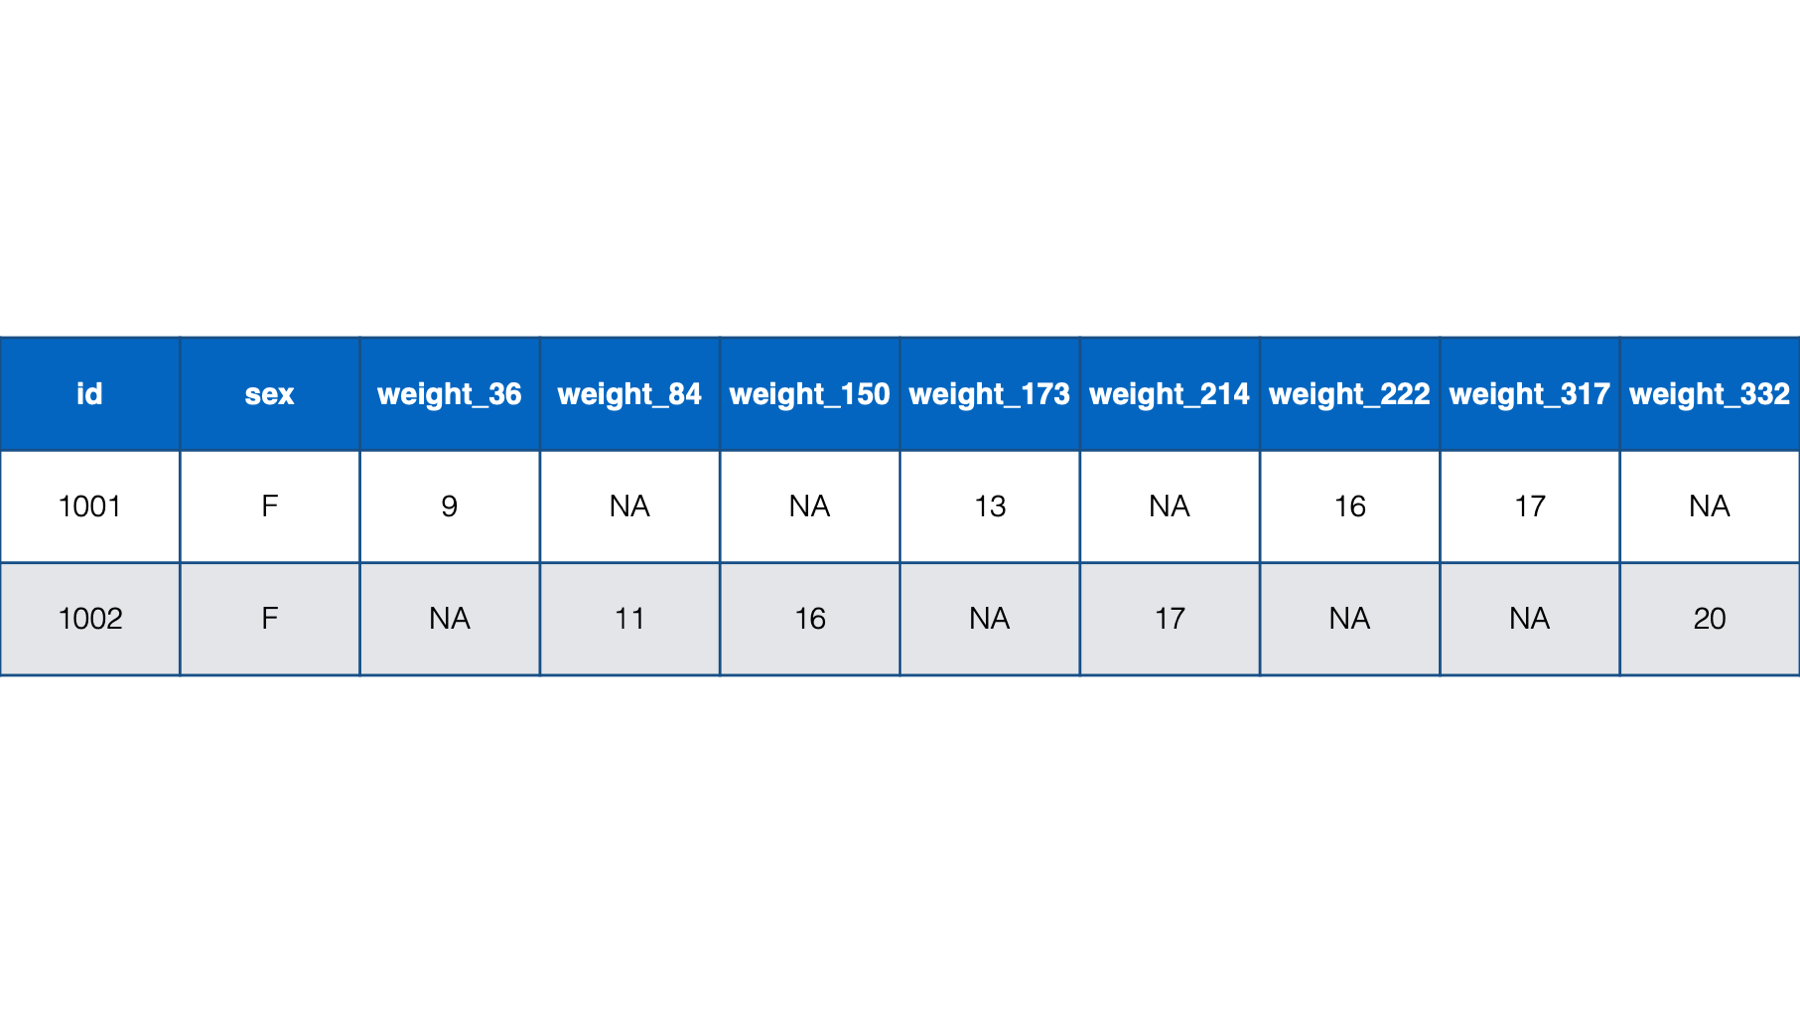 id sex weight_36 weight_84 weight_150 weight_173 weight_214 weight_222 weight_317 weight_332
1001 F 9 NA NA 13 NA 16 17 NA
1002 F NA 11 16 NA 17 NA NA 20